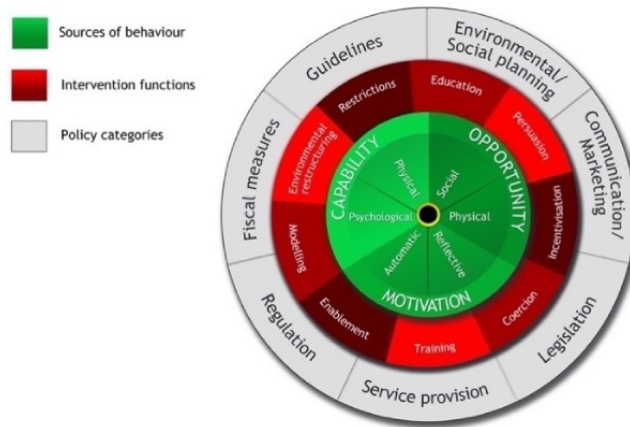 Sources of behaviour
Intervention functions
Policy categories
Guidelines
Environmental/
Social planning
Communication/
Marketing
Legislation
Service provision
Regulation
Fiscal measures
Restrictions
Education
Persuasion
Incentivisation
Coercion
Training
Enablement
Modelling
Environmental
restructuring
CAPABILITY
OPPORTUNITY
MOTIVATION
Physical
Social
Psychological
Physical
Automatic
Reflective